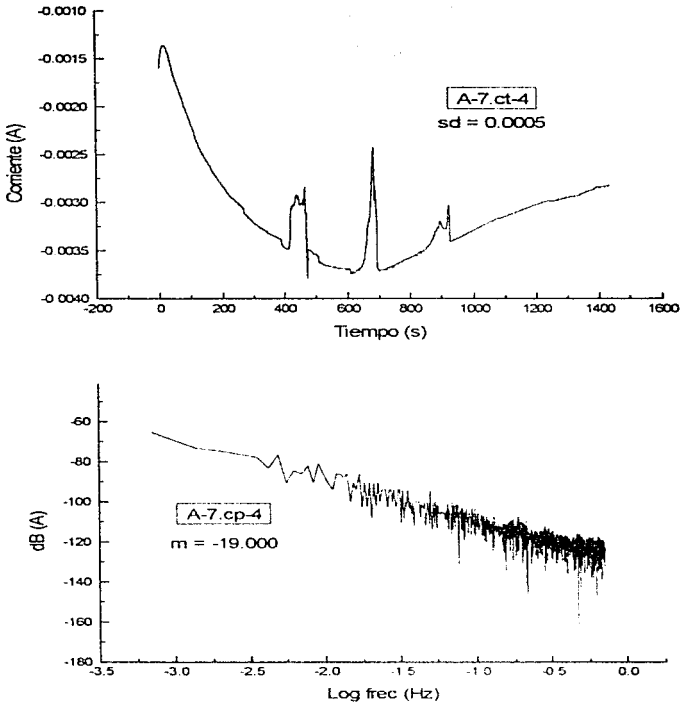 -0.0010
-0.0015
-0.0020
-0.0025
-0.0030
-0.0035
-0.0040
Corriente (A)
A-7.ct-4
sd = 0.0005
-200 0 200 400 600 800 1000 1200 1400 1600
Tiempo (s)
-60
-80
-100
-120
-140
-160
-180
dB (A)
A-7.cp-4
m = -19.000
-3.5 -3.0 -2.5 -2.0 -1.5 -1.0 -0.5 0.0
Log frec (Hz)